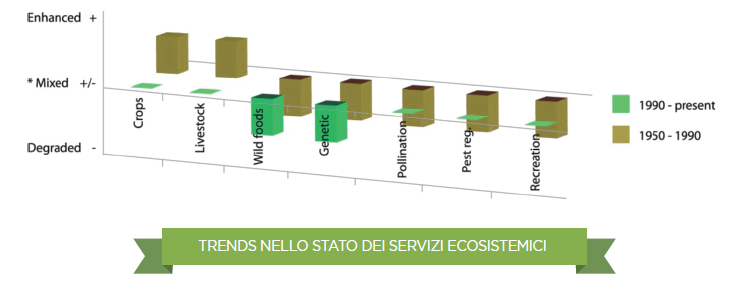 Enhanced +
* Mixed +/-
Degraded -
Crops
Livestock
Wild foods
Genetic
Pollination
Pest reg.
Recreation
1990 - present
1950 - 1990
TRENDS NELLO STATO DEI SERVIZI ECOSISTEMICI